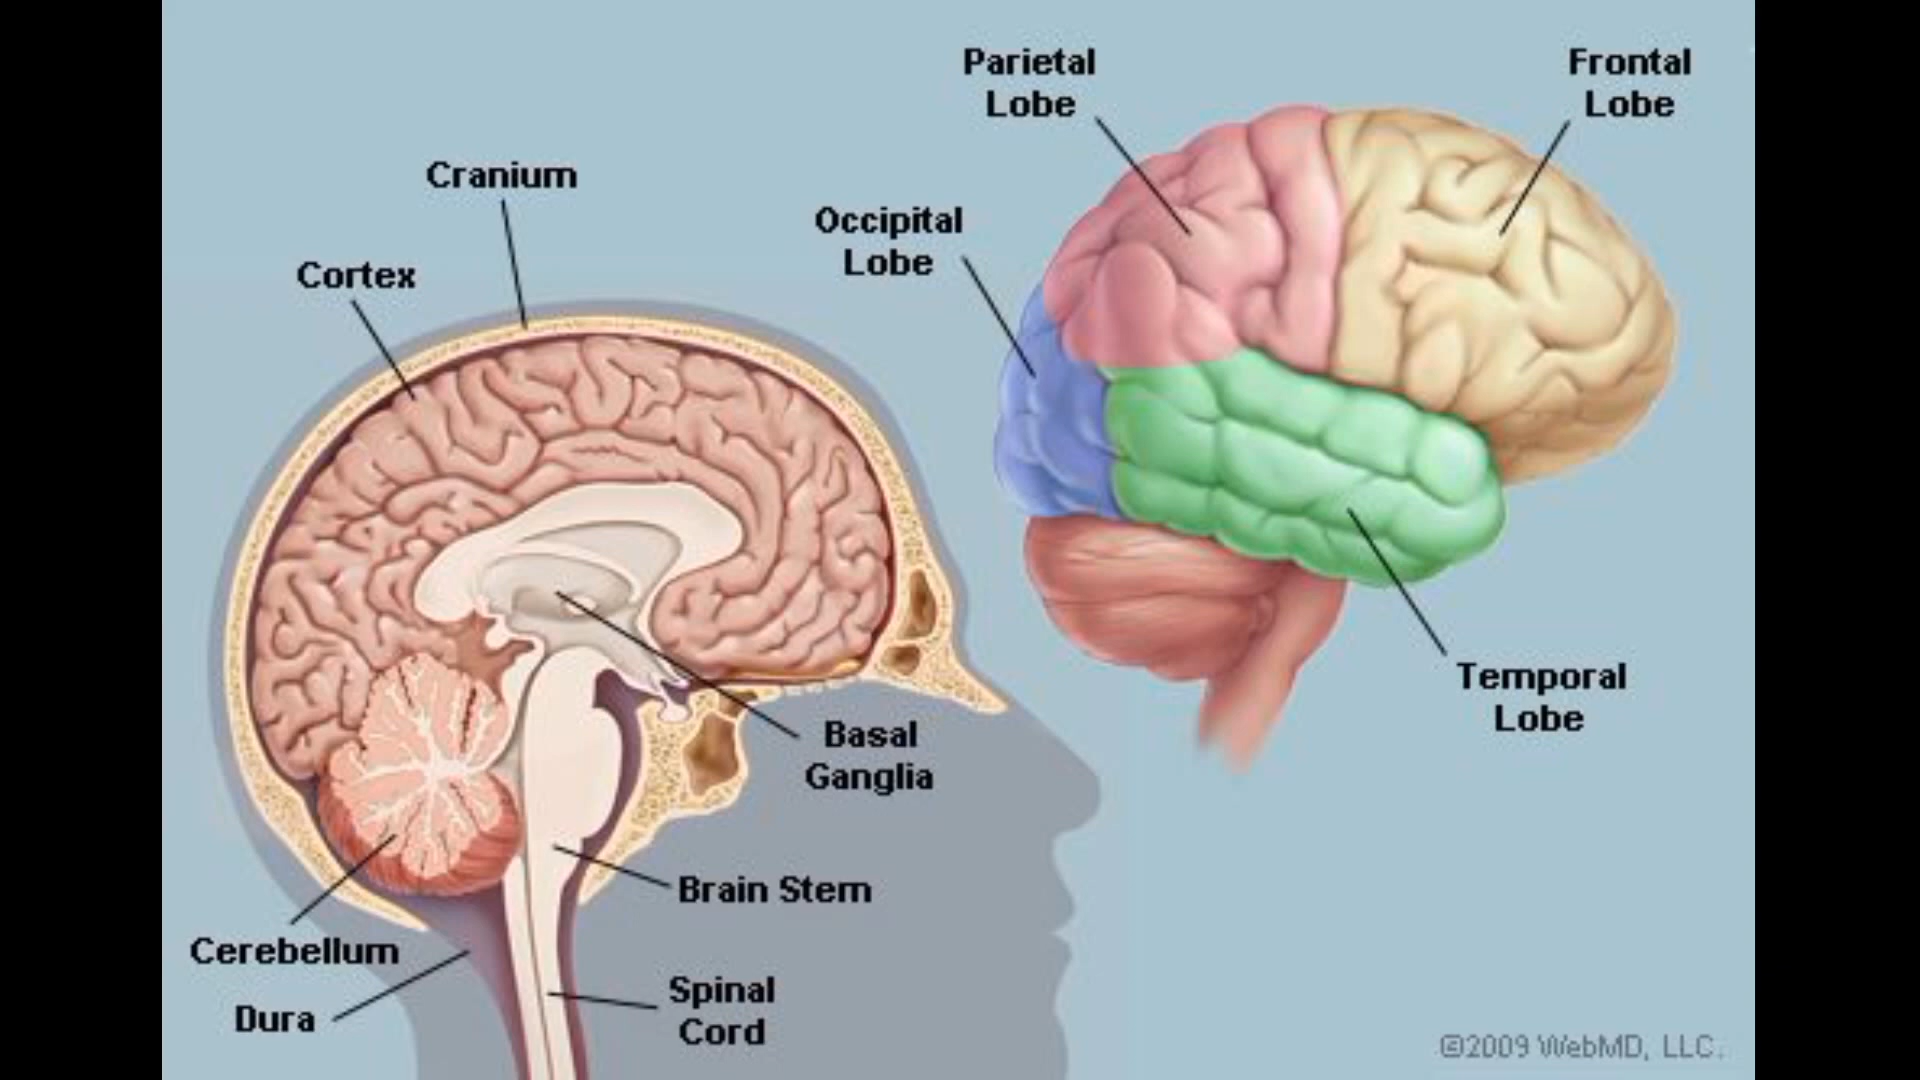 Parietal
Lobe
Frontal
Lobe
Cranium
Occipital
Lobe
Cortex
Temporal
Lobe
Basal
Ganglia
Brain Stem
Cerebellum
Spinal
Cord
Dura
©2009 WebMD, LLC.